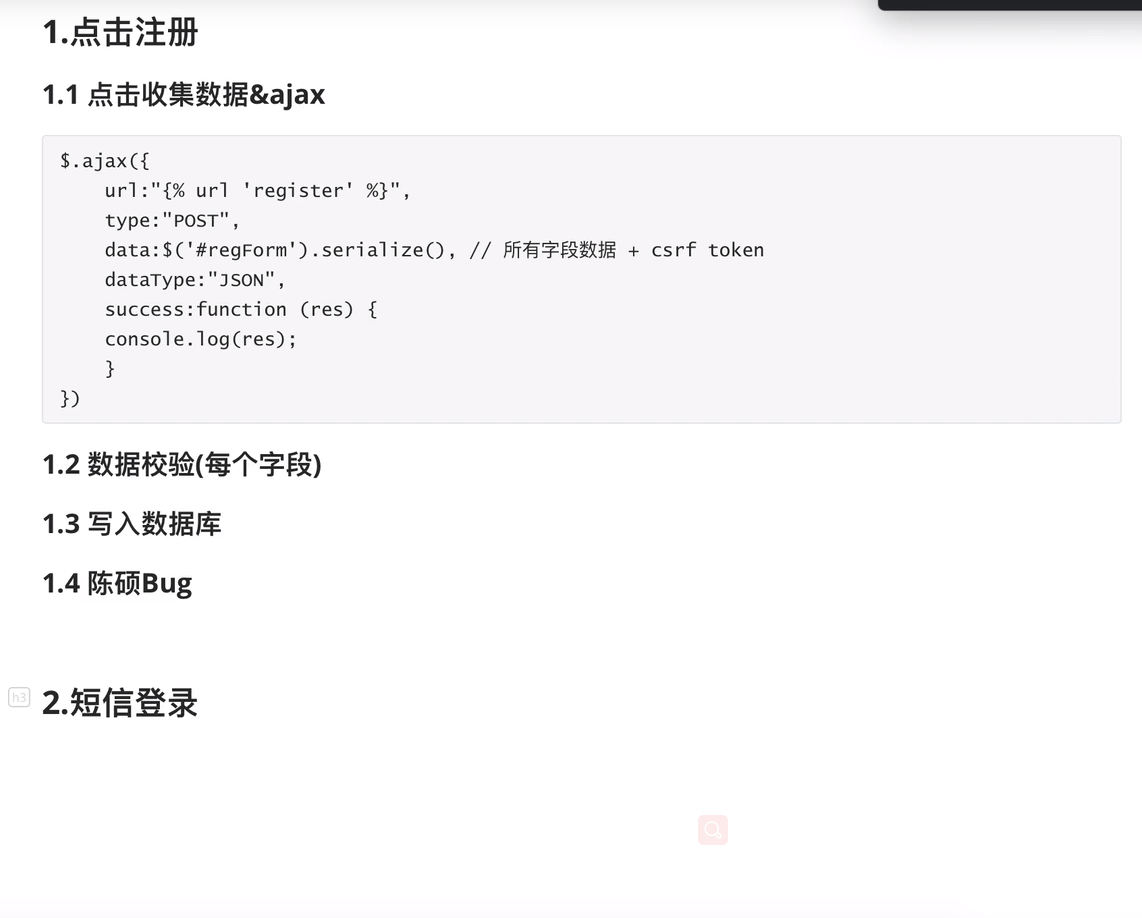 1.点击注册
1.1 点击收集数据&ajax
$.ajax({
    url:"{% url 'register' %}",
    type:"POST",
    data:$('#regForm').serialize(), // 所有字段数据 + csrf token
    dataType:"JSON",
    success:function (res) {
    console.log(res);
    }
})
1.2 数据校验(每个字段)
1.3 写入数据库
1.4 陈硕Bug
h3
2.短信登录